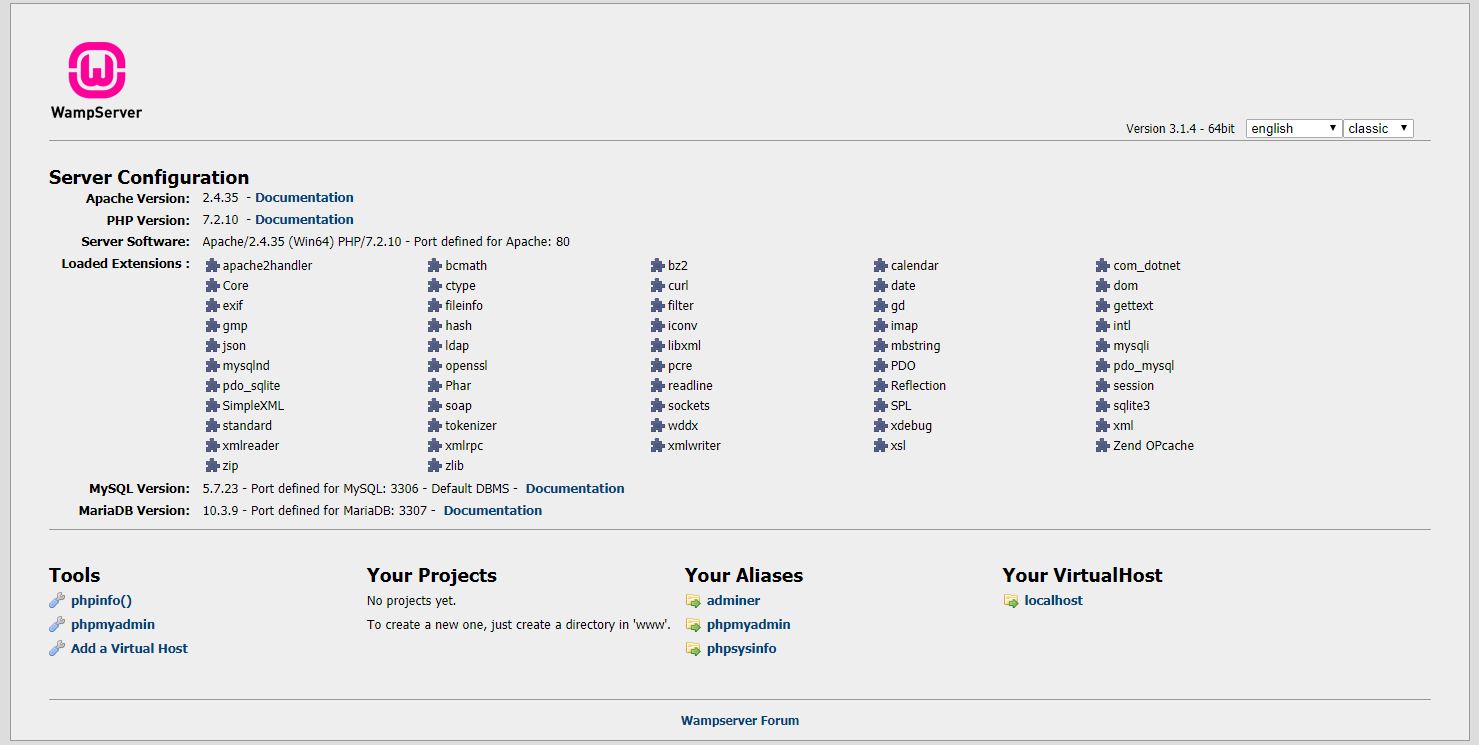 WampServer
Version 3.1.4 - 64bit english classic
Server Configuration
Apache Version: 2.4.35 - Documentation
PHP Version: 7.2.10 - Documentation
Server Software: Apache/2.4.35 (Win64) PHP/7.2.10 - Port defined for Apache: 80
Loaded Extensions : apache2handler bcmath bz2 calendar com_dotnet
Core ctype curl date dom
exif fileinfo filter gd gettext
gmp hash iconv imap intl
json ldap libxml mbstring mysqli
mysqlnd openssl pcre PDO pdo_mysql
pdo_sqlite Phar readline Reflection session
SimpleXML soap sockets SPL sqlite3
standard tokenizer wddx xdebug xml
xmlreader xmlrpc xmlwriter xsl Zend OPcache
zip zlib
MySQL Version: 5.7.23 - Port defined for MySQL: 3306 - Default DBMS - Documentation
MariaDB Version: 10.3.9 - Port defined for MariaDB: 3307 - Documentation
Tools
phpinfo()
phpmyadmin
Add a Virtual Host
Your Projects
No projects yet.
To create a new one, just create a directory in 'www'.
Your Aliases
adminer
phpmyadmin
phpsysinfo
Your VirtualHost
localhost
Wampserver Forum